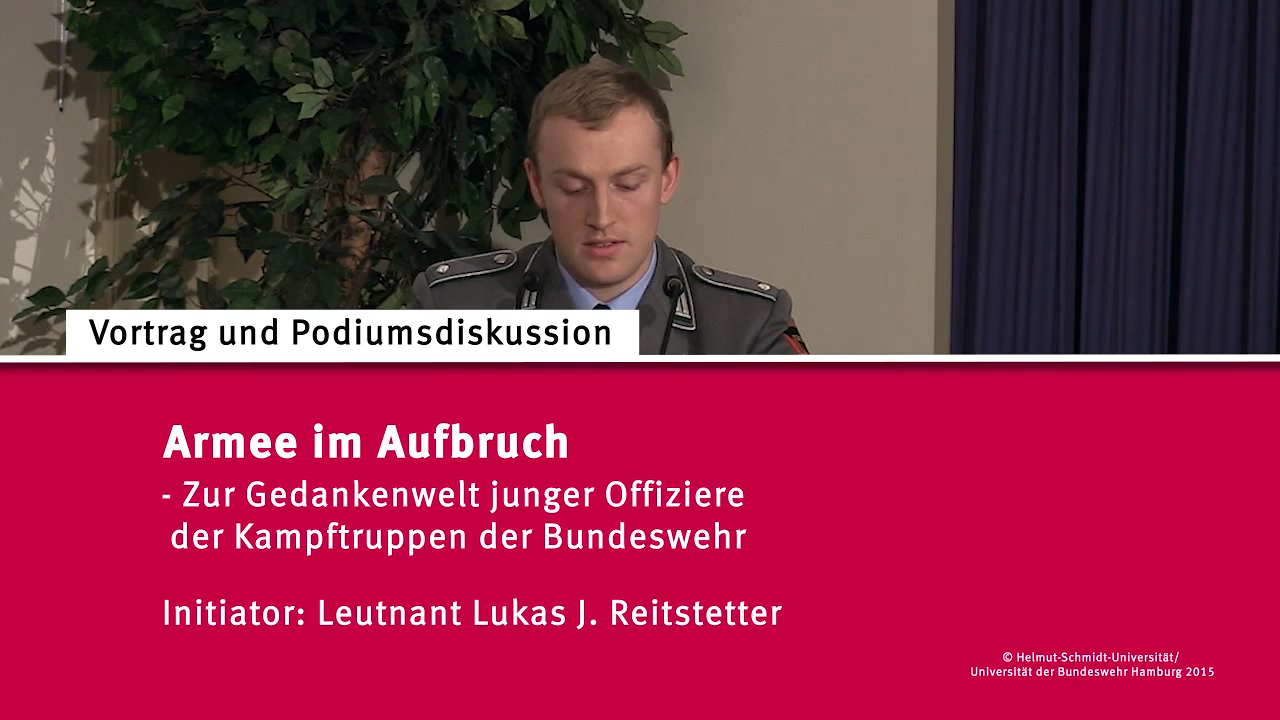 Vortrag und Podiumsdiskussion
Armee im Aufbruch
- Zur Gedankenwelt junger Offiziere
der Kampftruppen der Bundeswehr
Initiator: Leutnant Lukas J. Reitstetter
© Helmut-Schmidt-Universität/
Universität der Bundeswehr Hamburg 2015